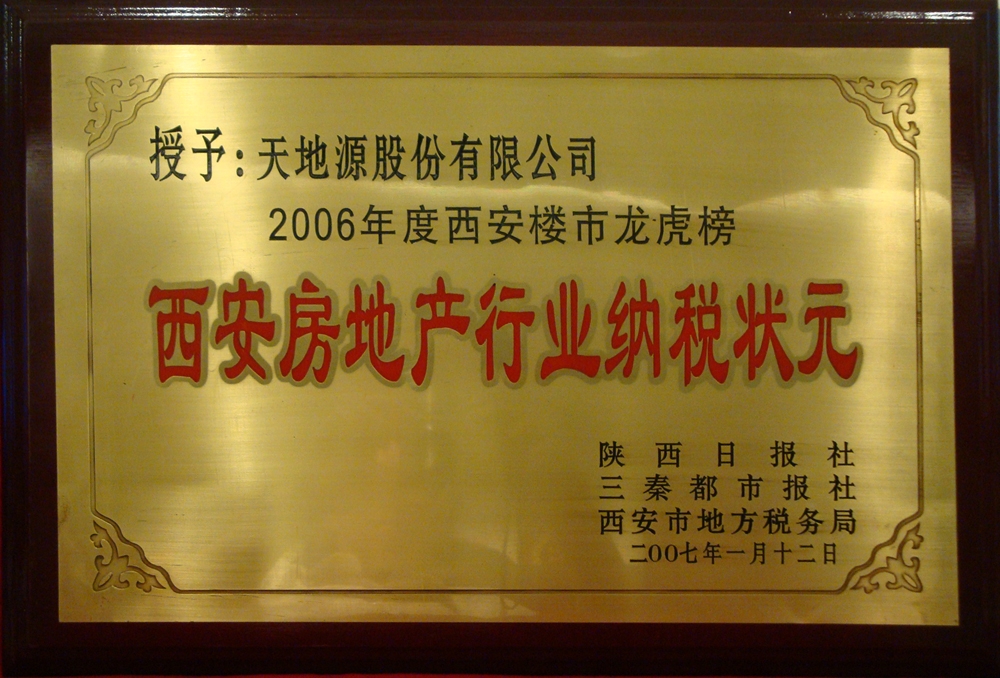 授予:天地源股份有限公司
2006年度西安楼市龙虎榜
西安房地产行业纳税状元
陕西日报社
三秦都市报社
西安市地方税务局
二00七年一月十二日